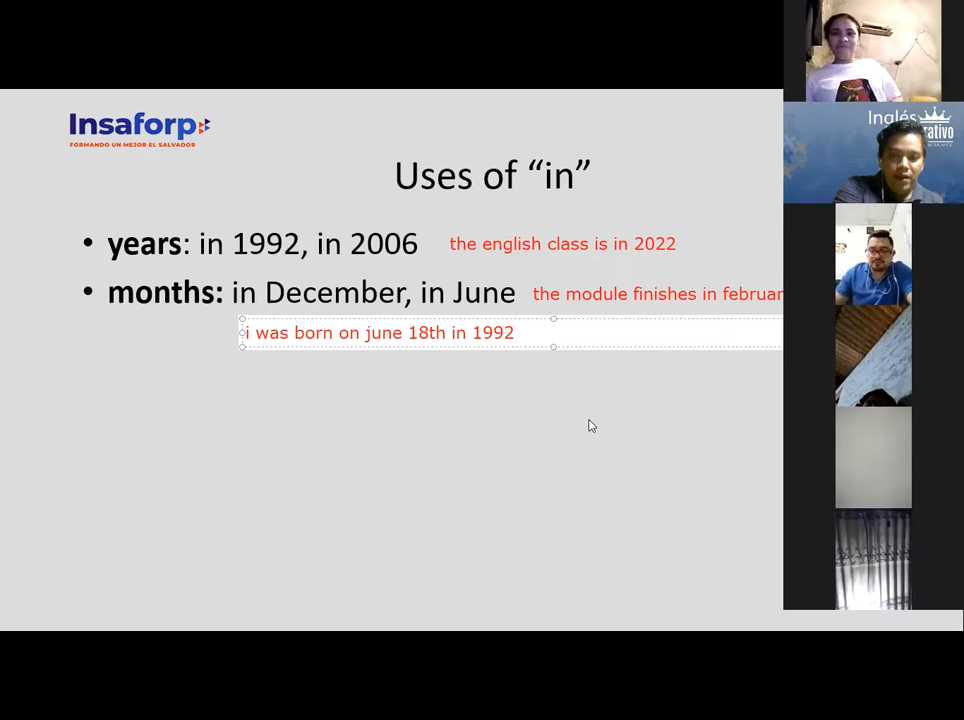 Insaforp
FORMANDO UN MEJOR EL SALVADOR
Uses of “in”
• years: in 1992, in 2006 the english class is in 2022
• months: in December, in June the module finishes in februar
i was born on june 18th in 1992
Inglés
rativo